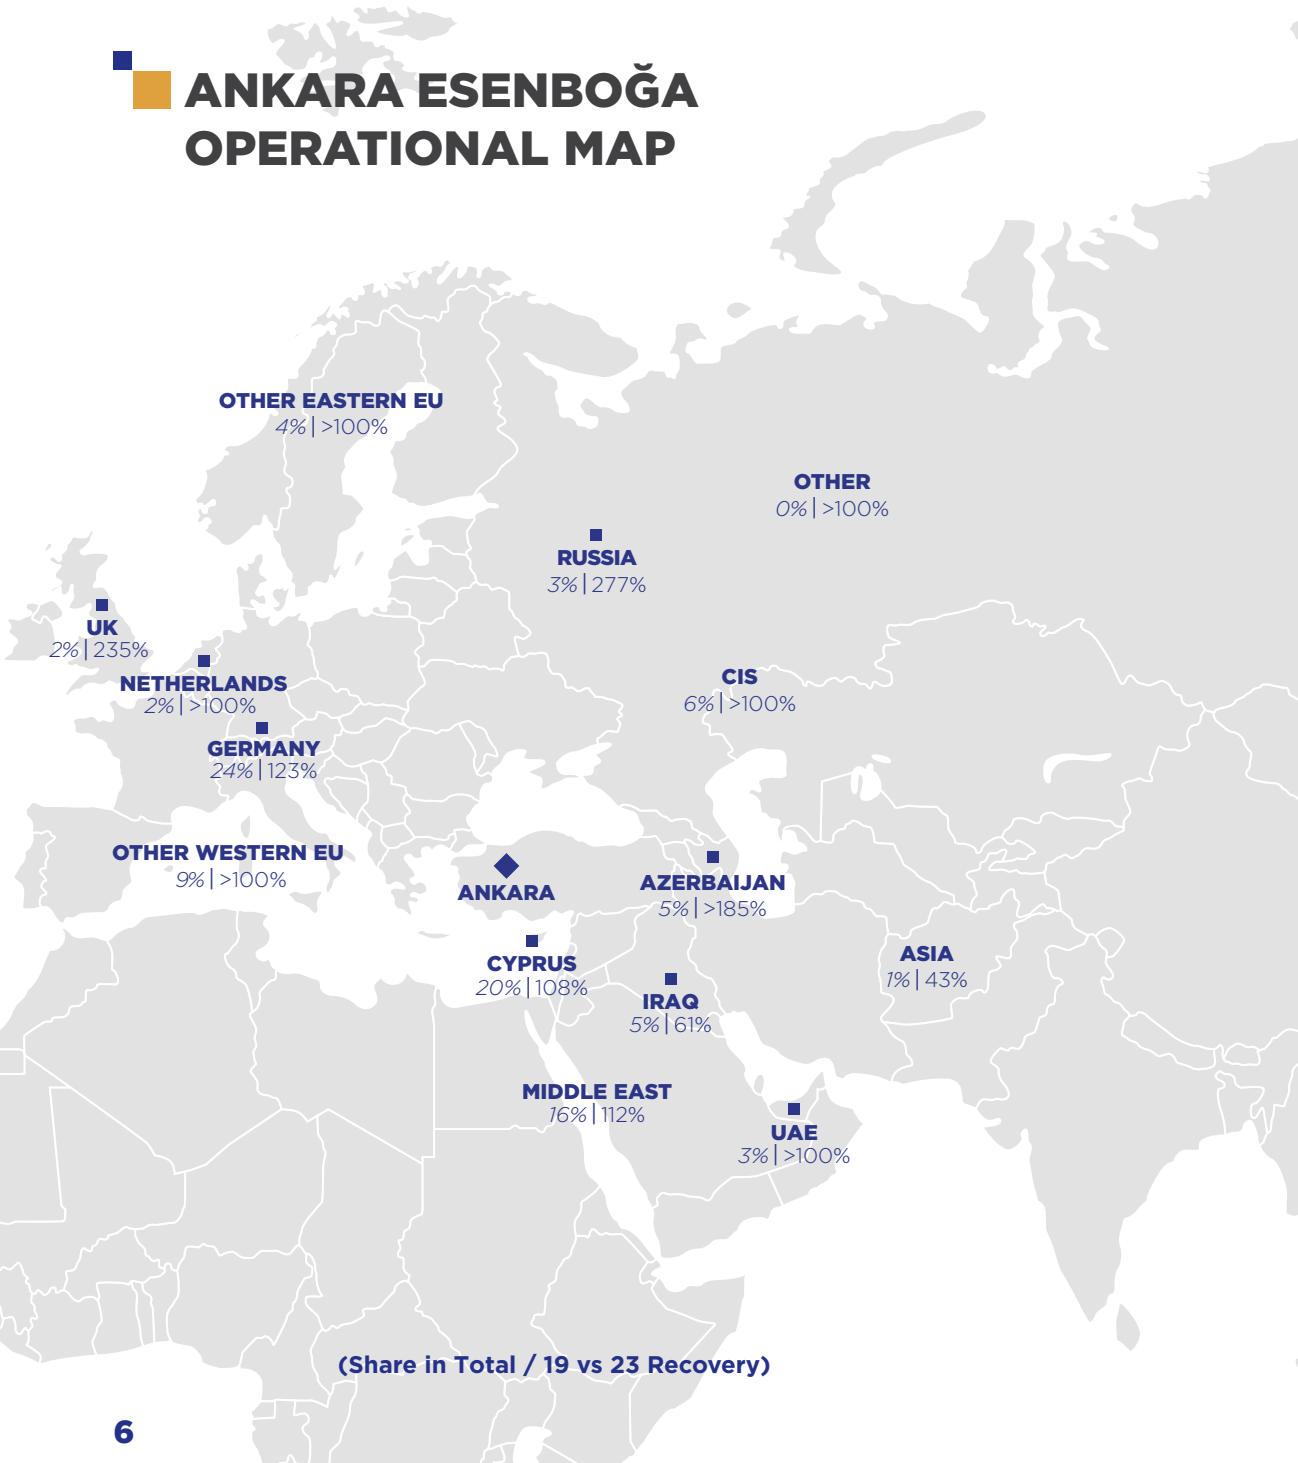 ANKARA ESENBOĞA
OPERATIONAL MAP
OTHER EASTERN EU
4% | >100%
OTHER
0% | >100%
RUSSIA
3% | 277%
UK
2% | 235%
NETHERLANDS
2% | >100%
CIS
6% | >100%
GERMANY
24% | 123%
OTHER WESTERN EU
9% | >100%
ANKARA
AZERBAIJAN
5% | >185%
CYPRUS
20% | 108%
ASIA
1% | 43%
IRAQ
5% | 61%
MIDDLE EAST
16% | 112%
UAE
3% | >100%
(Share in Total / 19 vs 23 Recovery)
6